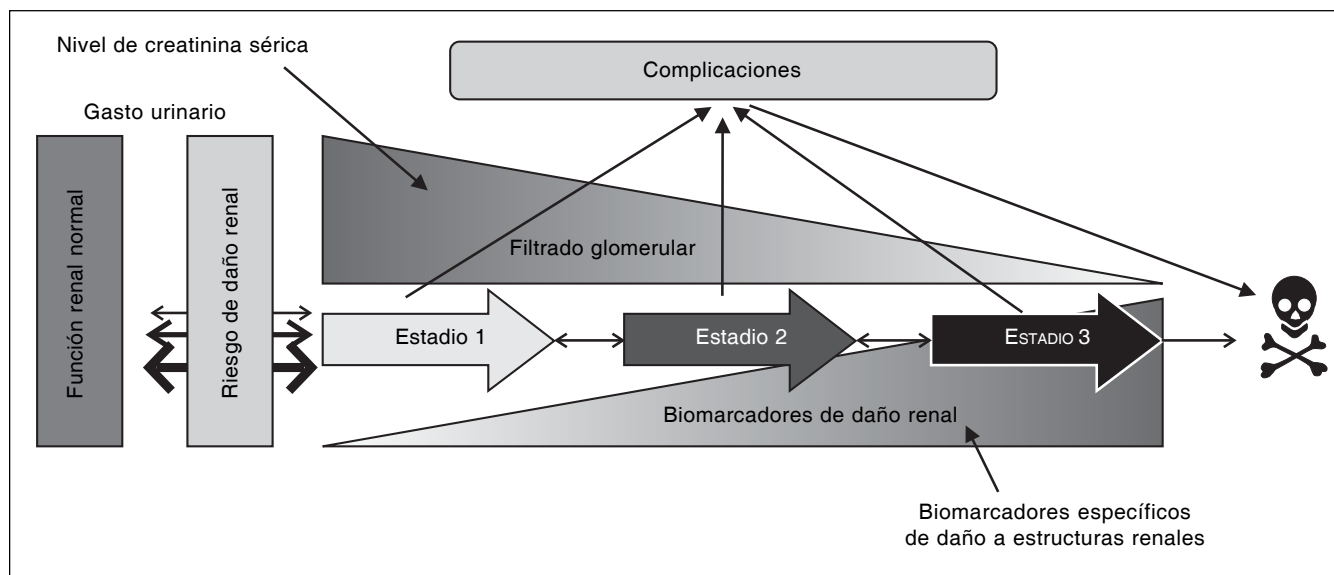 Nivel de creatinina sérica
Complicaciones
Gasto urinario
Función renal normal
Riesgo de daño renal
Filtrado glomerular
Estadio 1
Estadio 2
ESTADIO 3
Biomarcadores de daño renal
Biomarcadores específicos
de daño a estructuras renales